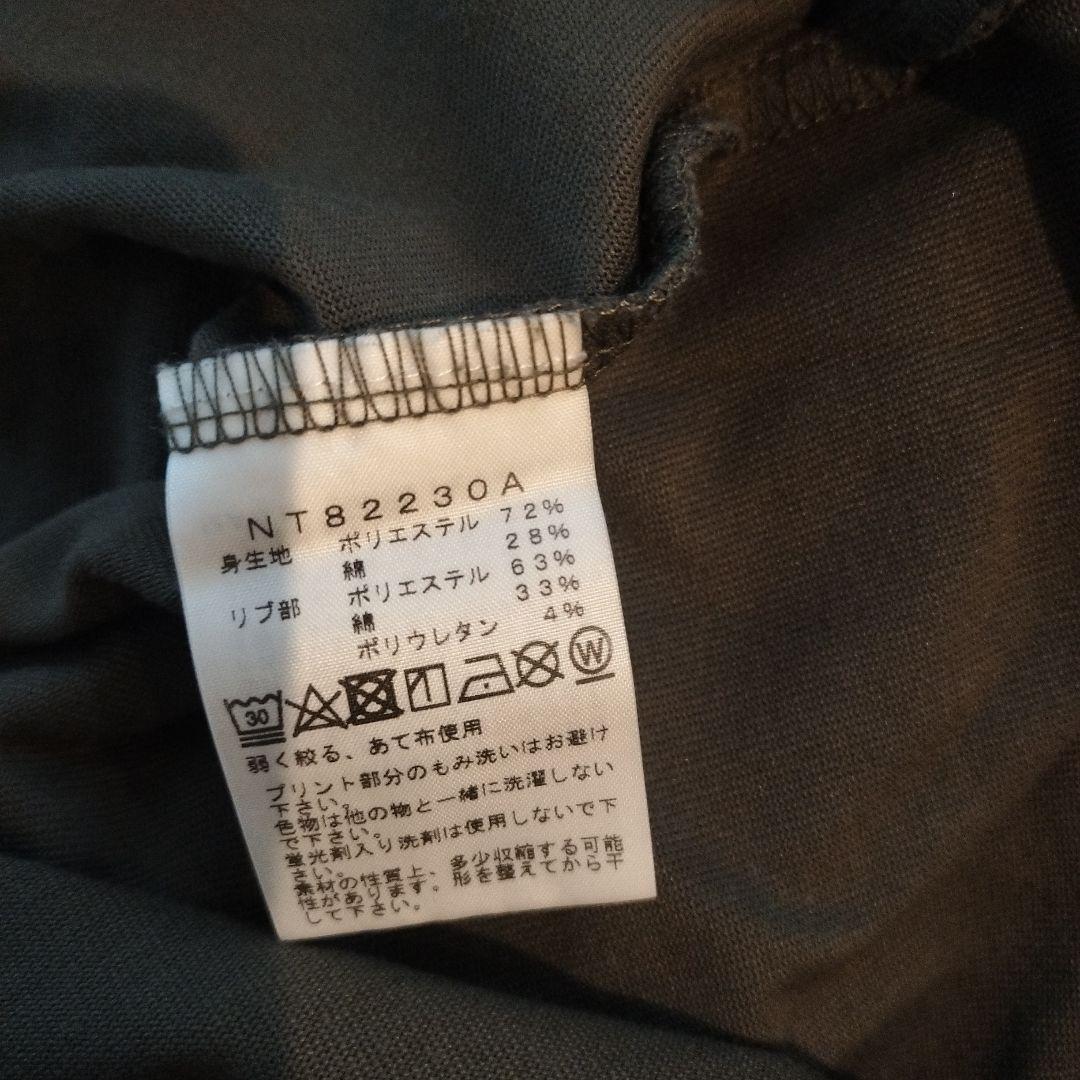 NT82230A
身生地 ポリエステル 72%
綿 28%
リブ部 ポリエステル 63%
綿 33%
ポリウレタン 4%
30
W
弱く絞る、あて布使用
プリント部分のもみ洗いはお避け
下さい。
色物は他の物と一緒に洗濯しない
で下さい。
蛍光剤入り洗剤は使用しないで下
さい。
素材の性質上、多少収縮する可能
性があります。形を整えてから干
して下さい。